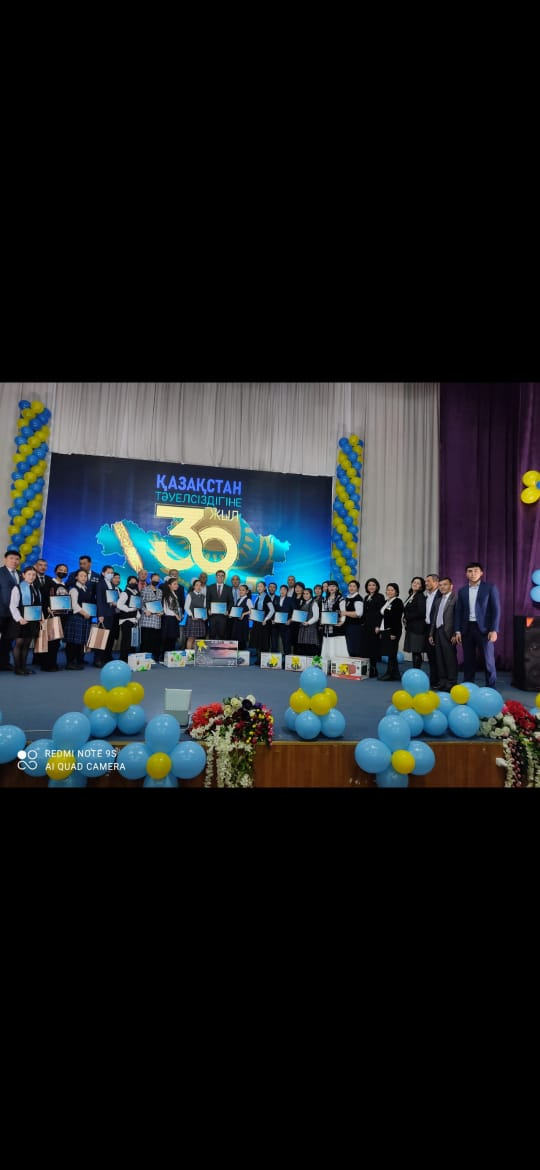 ҚАЗАҚСТАН
ТӘУЕЛСІЗДІГІНЕ
30
ЖЫЛ
REDMI NOTE 9S
AI QUAD CAMERA